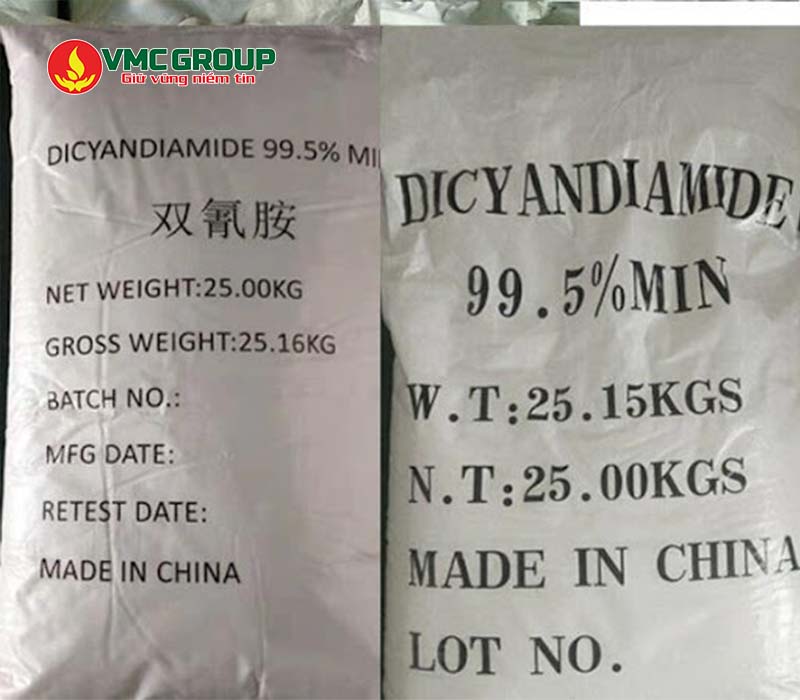 VMCGROUP
Giữ vững niềm tin
DICYANDIAMIDE 99.5% MI
双氰胺
NET WEIGHT:25.00KG
GROSS WEIGHT:25.16KG
BATCH NO.:
MFG DATE:
RETEST DATE:
MADE IN CHINA
DICYANDIAMIDE
99.5%MIN
W.T:25.15KGS
N.T:25.00KGS
MADE IN CHINA
LOT NO.